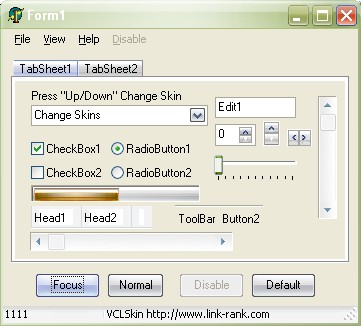 Form1
File View Help Disable
TabSheet1 TabSheet2
Press "Up/Down" Change Skin
Change Skins
Edit1
0
CheckBox1 RadioButton1
CheckBox2 RadioButton2
Head1 Head2
ToolBar Button2
Focus Normal Disable Default
1111 VCLSkin http://www.link-rank.com